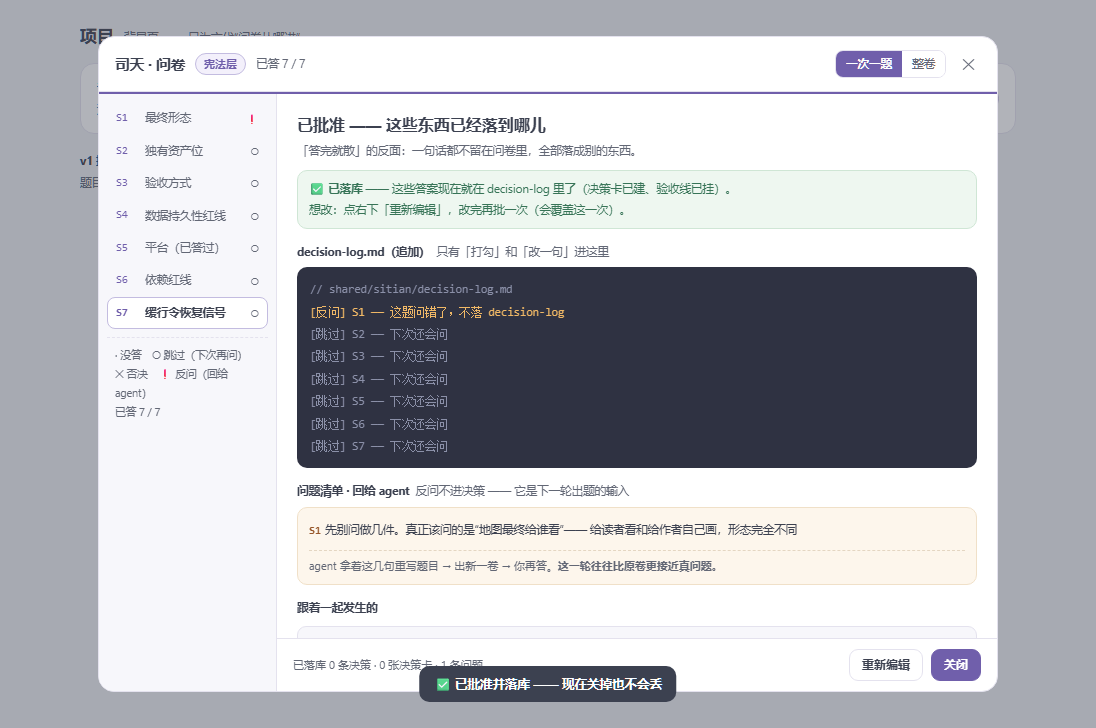 项目
司天 · 问卷 宪法层 已答 7 / 7 一次一题 整卷
S1 最终形态
S2 独有资产位
S3 验收方式
S4 数据持久性红线
S5 平台（已答过）
S6 依赖红线
S7 缓行令恢复信号
· 没答 ○ 跳过（下次再问）
× 否决 ！ 反问（回给
agent）
已答 7 / 7
已批准 —— 这些东西已经落到哪儿
「答完就散」的反面：一句话都不留在问卷里，全部落成别的东西。
✅ 已落库 —— 这些答案现在就在 decision-log 里了（决策卡已建、验收线已挂）。
想改：点右下「重新编辑」，改完再批一次（会覆盖这一次）。
decision-log.md（追加） 只有「打勾」和「改一句」进这里
// shared/sitian/decision-log.md
[反问] S1 —— 这题问错了，不落 decision-log
[跳过] S2 —— 下次还会问
[跳过] S3 —— 下次还会问
[跳过] S4 —— 下次还会问
[跳过] S5 —— 下次还会问
[跳过] S6 —— 下次还会问
[跳过] S7 —— 下次还会问
问题清单 · 回给 agent 反问不进决策 —— 它是下一轮出题的输入
S1 先别问做几件。真正该问的是“地图最终给谁看”—— 给读者看和给作者自己画，形态完全不同
agent 拿着这几句重写题目 → 出新一卷 → 你再答。这一轮往往比原卷更接近真问题。
跟着一起发生的
已落库 0 条决策 · 0 张决策卡 · 1 条问题
重新编辑 关闭
✅ 已批准并落库 —— 现在关掉也不会丢